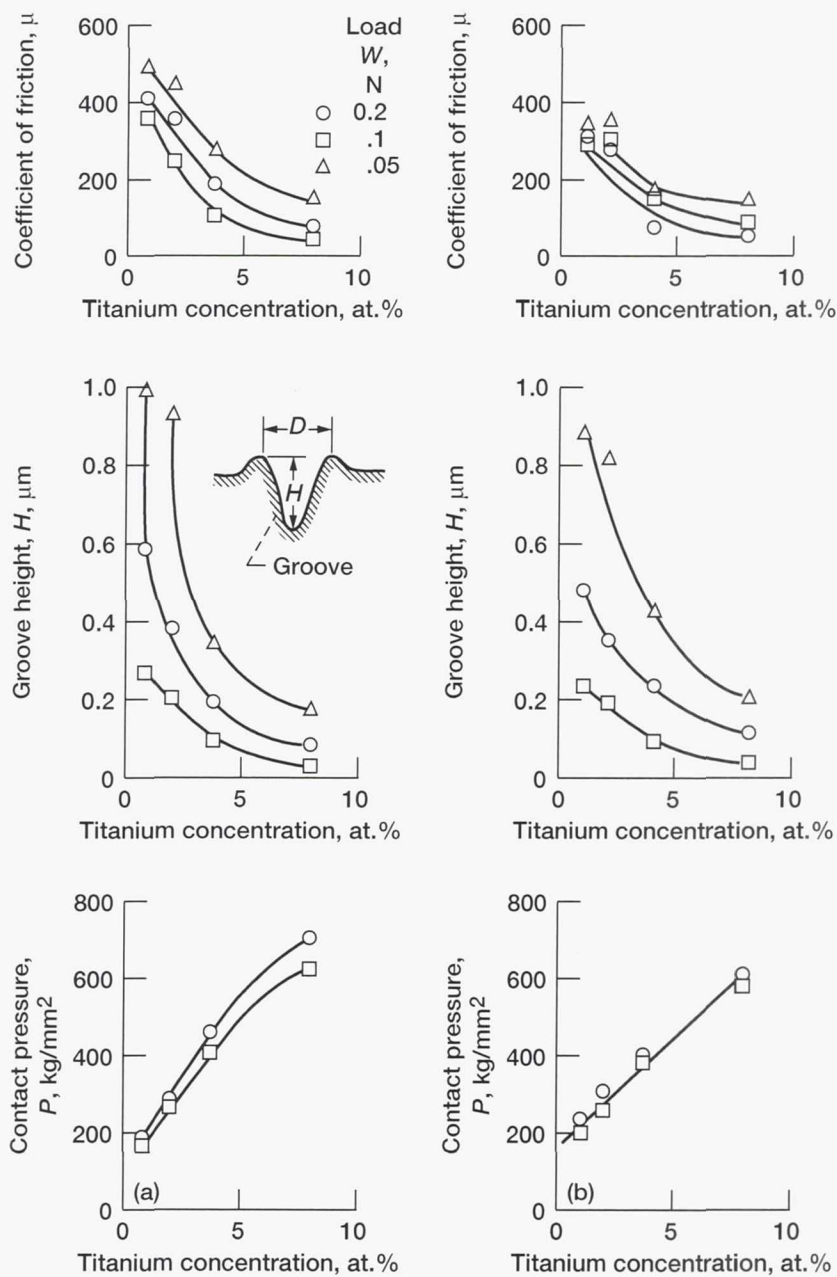 Coefficient of friction, μ
600
400
200
0
5
10
Titanium concentration, at.%
Load
W,
N
0.2
.1
.05
Coefficient of friction, μ
600
400
200
0
0
5
10
Titanium concentration, at.%
Groove height, H, μm
1.0
0.8
0.6
0.4
0.2
0
0
5
10
Titanium concentration, at.%
D
H
Groove
Groove height, H, μm
1.0
0.8
0.6
0.4
0.2
0
0
5
10
Titanium concentration, at.%
Contact pressure,
P, kg/mm2
800
600
400
200
0
0
5
10
(a)
Titanium concentration, at.%
Contact pressure,
P, kg/mm2
800
600
400
200
0
0
5
10
(b)
Titanium concentration, at.%